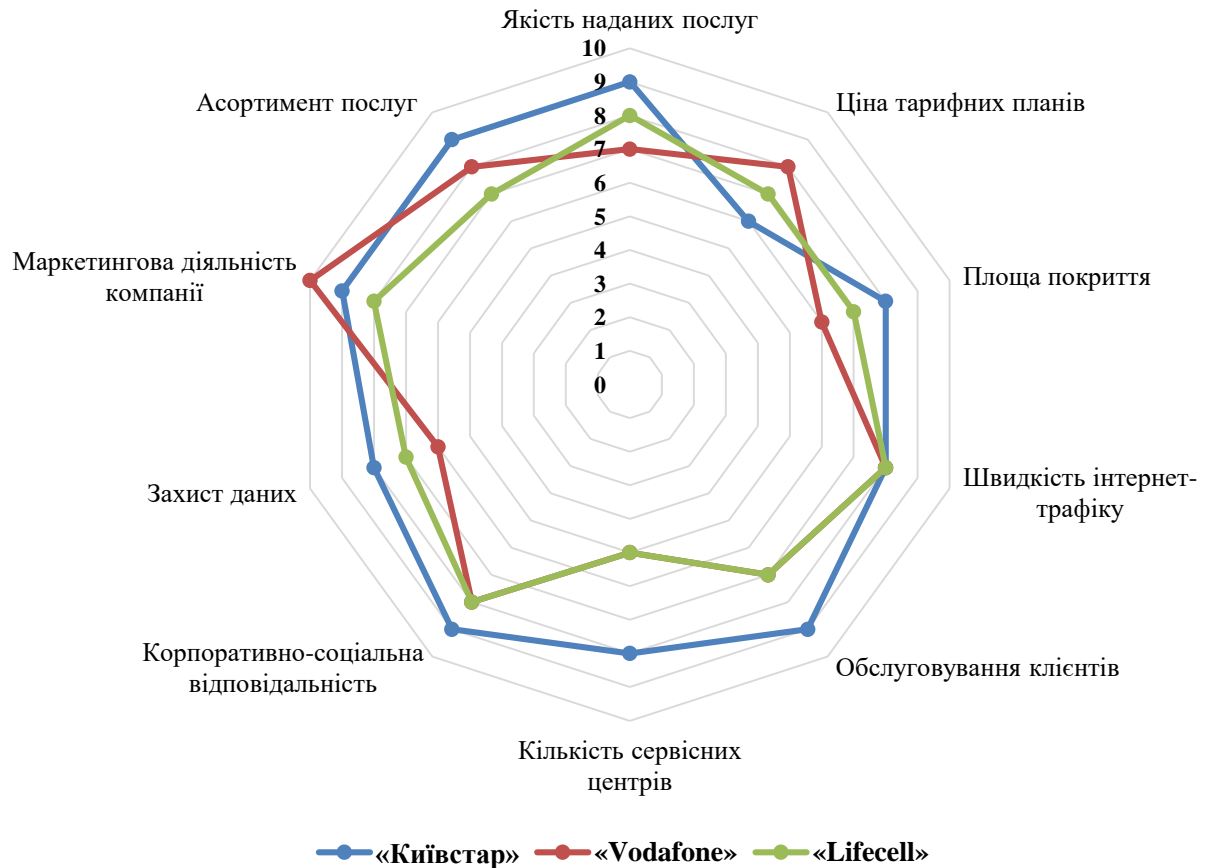 Якість наданих послуг
10
9
8
7
6
5
4
3
2
1
0
Ціна тарифних планів
Площа покриття
Швидкість інтернет-
трафіку
Обслуговування клієнтів
Кількість сервісних
центрів
Корпоративно-соціальна
відповідальність
Захист даних
Маркетингова діяльність
компанії
Асортимент послуг
«Київстар»
«Vodafone»
«Lifecell»